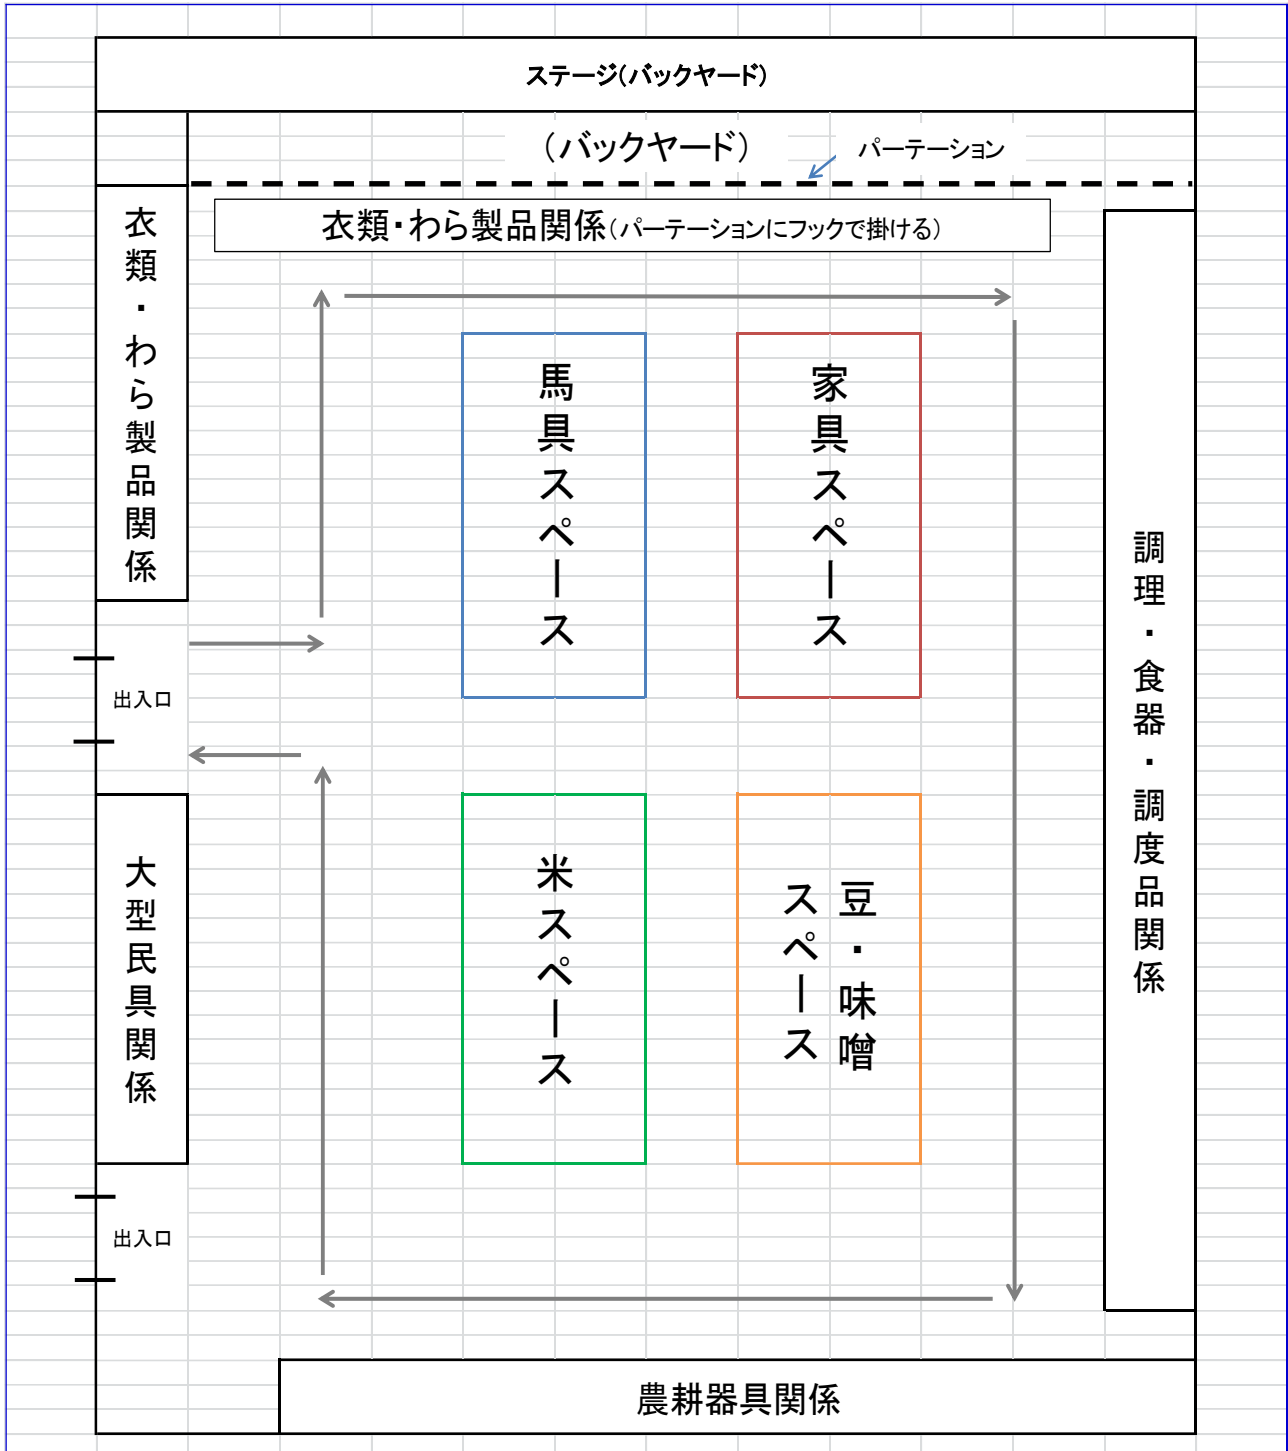 ステージ(バックヤード)
(バックヤード)
パーテーション
衣類・わら製品関係(パーテーションにフックで掛ける)
衣類・わら製品関係
馬具スペース
家具スペース
調理・食器・調度品関係
出入口
大型民具関係
米スペース
豆・味噌
スペース
出入口
農耕器具関係